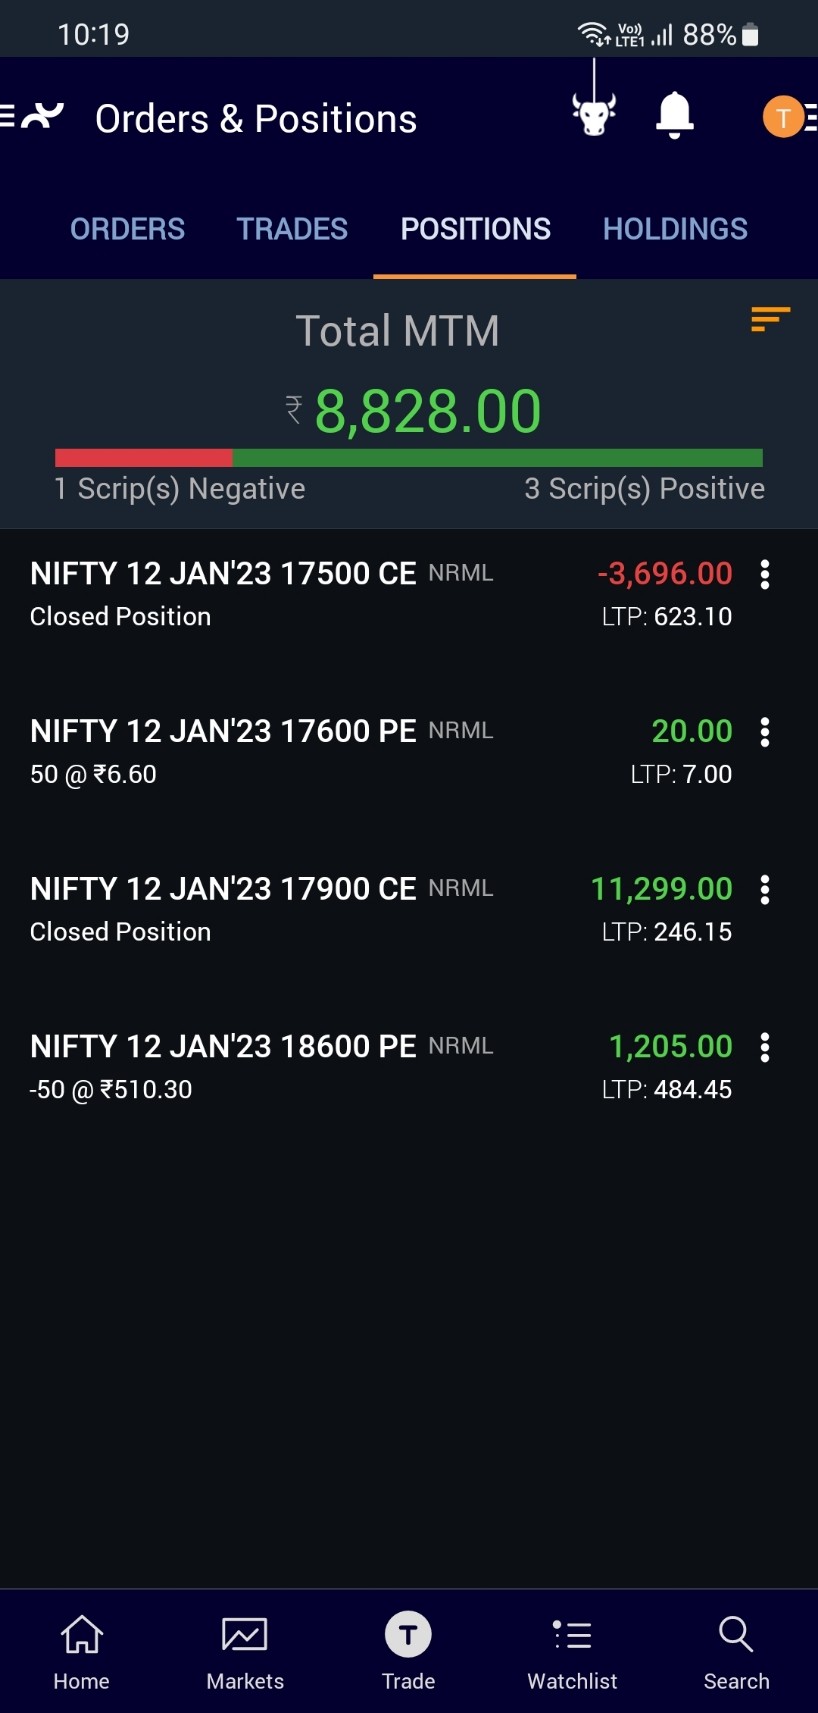 10:19 Vo)) LTE1 88%
Orders & Positions T
ORDERS TRADES POSITIONS HOLDINGS
Total MTM
₹ 8,828.00
1 Scrip(s) Negative 3 Scrip(s) Positive
NIFTY 12 JAN'23 17500 CE NRML -3,696.00
Closed Position LTP: 623.10
NIFTY 12 JAN'23 17600 PE NRML 20.00
50 @ ₹6.60 LTP: 7.00
NIFTY 12 JAN'23 17900 CE NRML 11,299.00
Closed Position LTP: 246.15
NIFTY 12 JAN'23 18600 PE NRML 1,205.00
-50 @ ₹510.30 LTP: 484.45
T
Home Markets Trade Watchlist Search